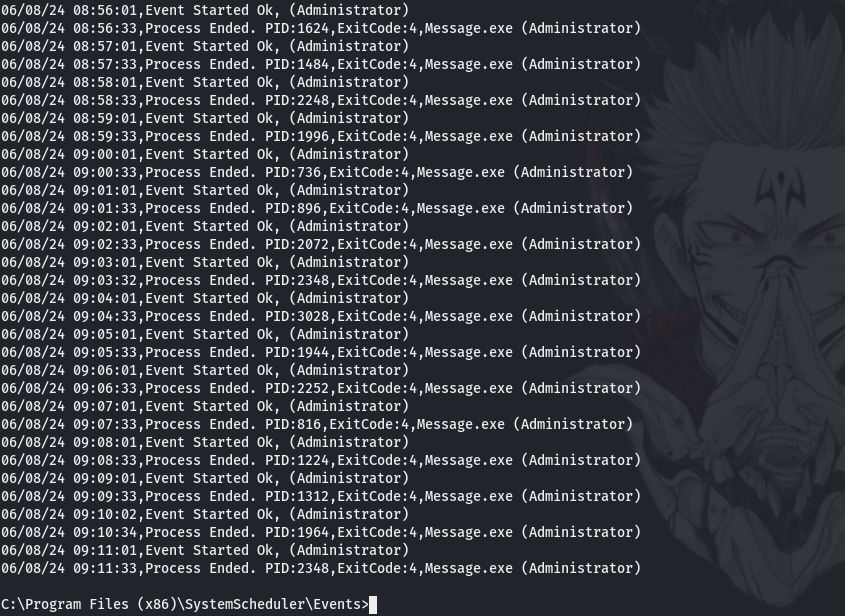 06/08/24 08:56:01,Event Started Ok, (Administrator)
06/08/24 08:56:33,Process Ended. PID:1624,ExitCode:4,Message.exe (Administrator)
06/08/24 08:57:01,Event Started Ok, (Administrator)
06/08/24 08:57:33,Process Ended. PID:1484,ExitCode:4,Message.exe (Administrator)
06/08/24 08:58:01,Event Started Ok, (Administrator)
06/08/24 08:58:33,Process Ended. PID:2248,ExitCode:4,Message.exe (Administrator)
06/08/24 08:59:01,Event Started Ok, (Administrator)
06/08/24 08:59:33,Process Ended. PID:1996,ExitCode:4,Message.exe (Administrator)
06/08/24 09:00:01,Event Started Ok, (Administrator)
06/08/24 09:00:33,Process Ended. PID:736,ExitCode:4,Message.exe (Administrator)
06/08/24 09:01:01,Event Started Ok, (Administrator)
06/08/24 09:01:33,Process Ended. PID:896,ExitCode:4,Message.exe (Administrator)
06/08/24 09:02:01,Event Started Ok, (Administrator)
06/08/24 09:02:33,Process Ended. PID:2072,ExitCode:4,Message.exe (Administrator)
06/08/24 09:03:01,Event Started Ok, (Administrator)
06/08/24 09:03:32,Process Ended. PID:2348,ExitCode:4,Message.exe (Administrator)
06/08/24 09:04:01,Event Started Ok, (Administrator)
06/08/24 09:04:33,Process Ended. PID:3028,ExitCode:4,Message.exe (Administrator)
06/08/24 09:05:01,Event Started Ok, (Administrator)
06/08/24 09:05:33,Process Ended. PID:1944,ExitCode:4,Message.exe (Administrator)
06/08/24 09:06:01,Event Started Ok, (Administrator)
06/08/24 09:06:33,Process Ended. PID:2252,ExitCode:4,Message.exe (Administrator)
06/08/24 09:07:01,Event Started Ok, (Administrator)
06/08/24 09:07:33,Process Ended. PID:816,ExitCode:4,Message.exe (Administrator)
06/08/24 09:08:01,Event Started Ok, (Administrator)
06/08/24 09:08:33,Process Ended. PID:1224,ExitCode:4,Message.exe (Administrator)
06/08/24 09:09:01,Event Started Ok, (Administrator)
06/08/24 09:09:33,Process Ended. PID:1312,ExitCode:4,Message.exe (Administrator)
06/08/24 09:10:02,Event Started Ok, (Administrator)
06/08/24 09:10:34,Process Ended. PID:1964,ExitCode:4,Message.exe (Administrator)
06/08/24 09:11:01,Event Started Ok, (Administrator)
06/08/24 09:11:33,Process Ended. PID:2348,ExitCode:4,Message.exe (Administrator)
C:\Program Files (x86)\SystemScheduler\Events>